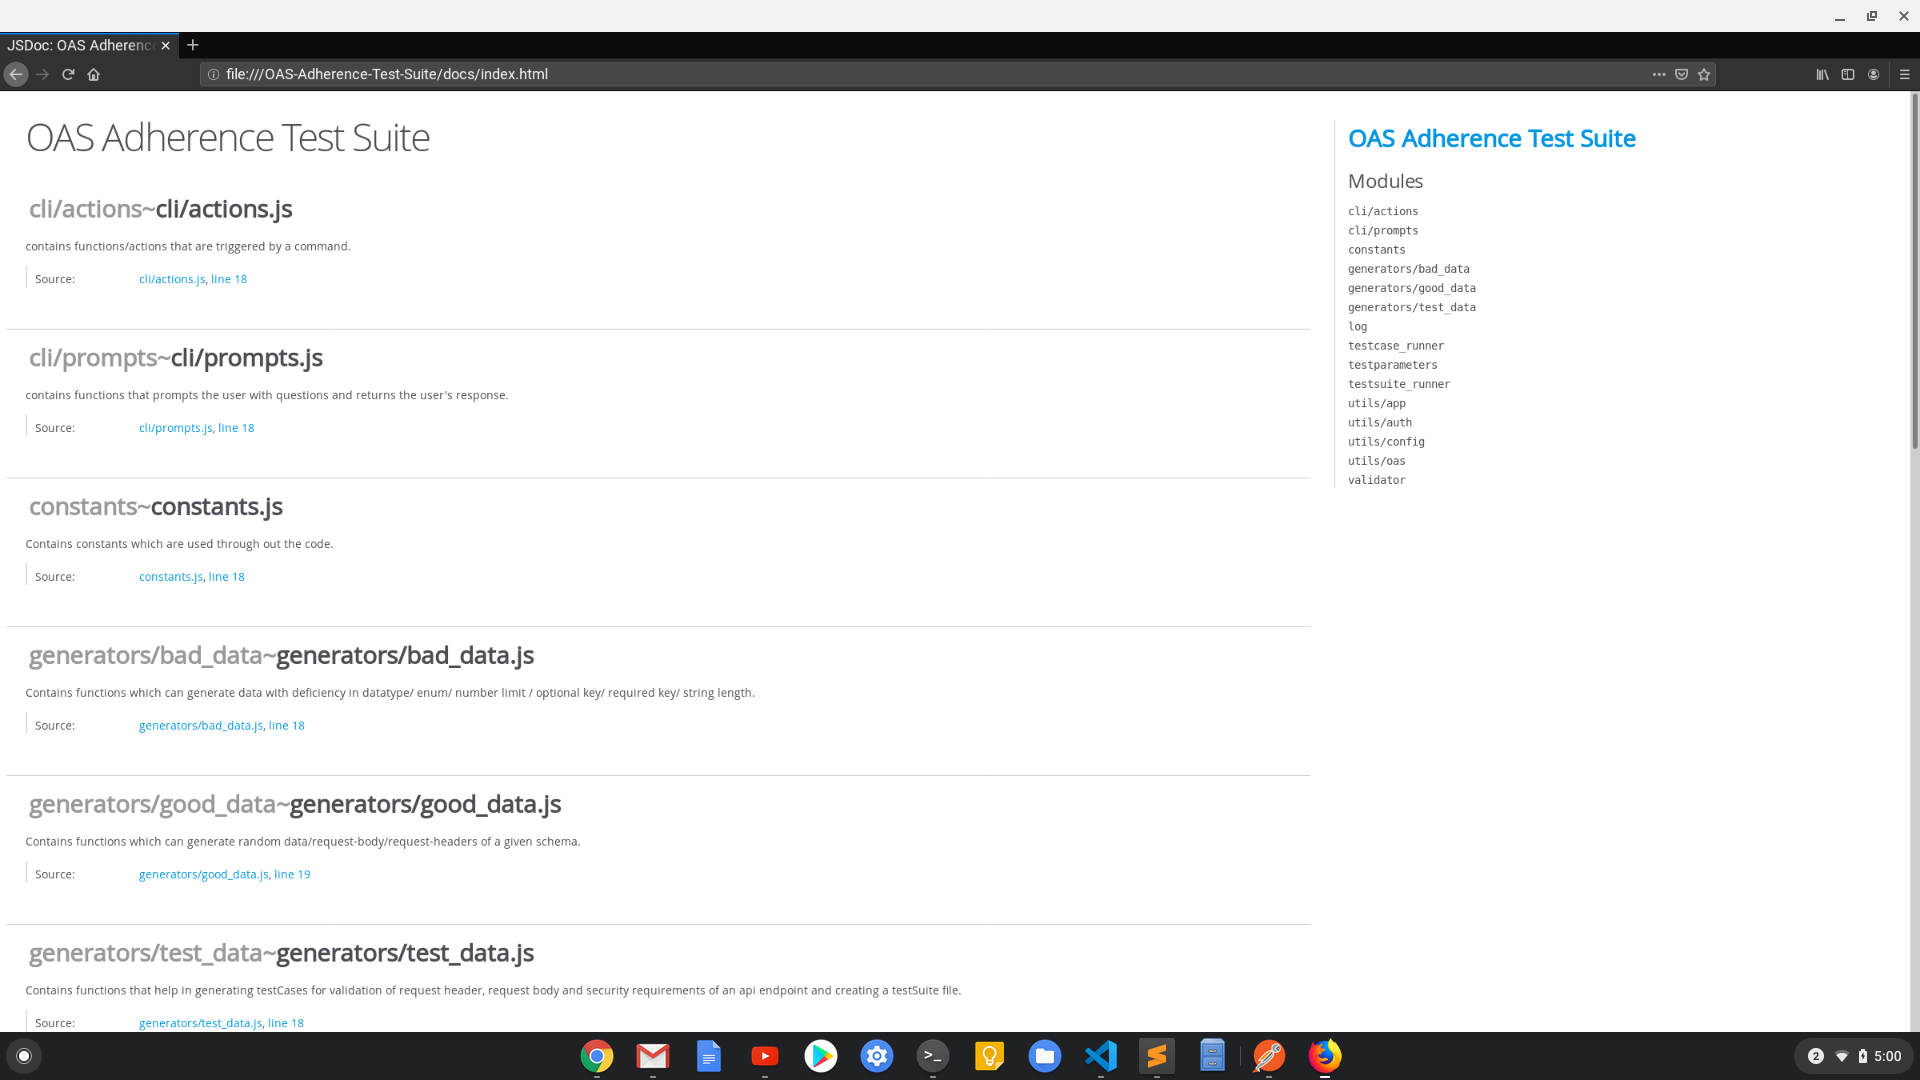 JSDoc: OAS Adherenc
file:///OAS-Adherence-Test-Suite/docs/index.html
OAS Adherence Test Suite
cli/actions~cli/actions.js
contains functions/actions that are triggered by a command.
Source: cli/actions.js, line 18
cli/prompts~cli/prompts.js
contains functions that prompts the user with questions and returns the user's response.
Source: cli/prompts.js, line 18
constants~constants.js
Contains constants which are used through out the code.
Source: constants.js, line 18
generators/bad_data~generators/bad_data.js
Contains functions which can generate data with deficiency in datatype/ enum/ number limit / optional key/ required key/ string length.
Source: generators/bad_data.js, line 18
generators/good_data~generators/good_data.js
Contains functions which can generate random data/request-body/request-headers of a given schema.
Source: generators/good_data.js, line 19
generators/test_data~generators/test_data.js
Contains functions that help in generating testCases for validation of request header, request body and security requirements of an api endpoint and creating a testSuite file.
Source: generators/test_data.js, line 18
OAS Adherence Test Suite
Modules
cli/actions
cli/prompts
constants
generators/bad_data
generators/good_data
generators/test_data
log
testcase_runner
testparameters
testsuite_runner
utils/app
utils/auth
utils/config
utils/oas
validator
2 5:00